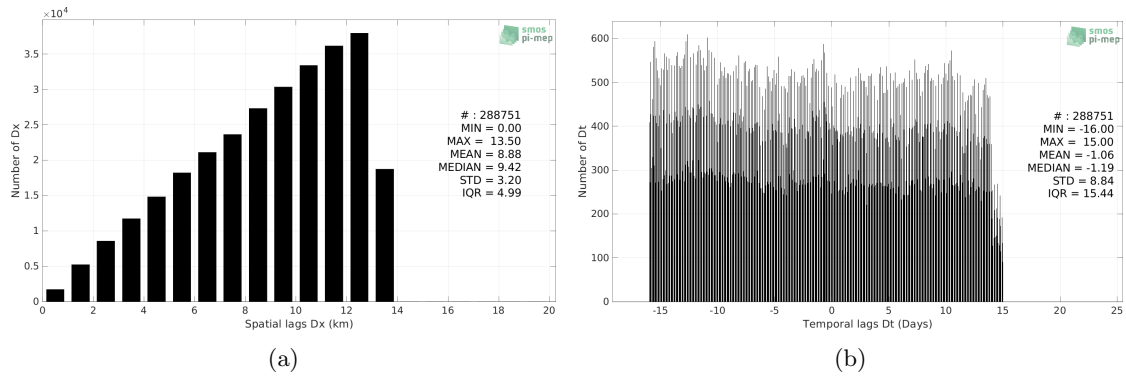 ×10⁴
3.5
3
2.5
2
1.5
1
0.5
0
Number of Dx
smos
pi-mep
# : 288751
MIN = 0.00
MAX = 13.50
MEAN = 8.88
MEDIAN = 9.42
STD = 3.20
IQR = 4.99
0 2 4 6 8 10 12 14 16 18 20
Spatial lags Dx (km)
(a)
600
500
400
300
200
100
0
Number of Dt
smos
pi-mep
# : 288751
MIN = -16.00
MAX = 15.00
MEAN = -1.06
MEDIAN = -1.19
STD = 8.84
IQR = 15.44
-15 -10 -5 0 5 10 15 20 25
Temporal lags Dt (Days)
(b)